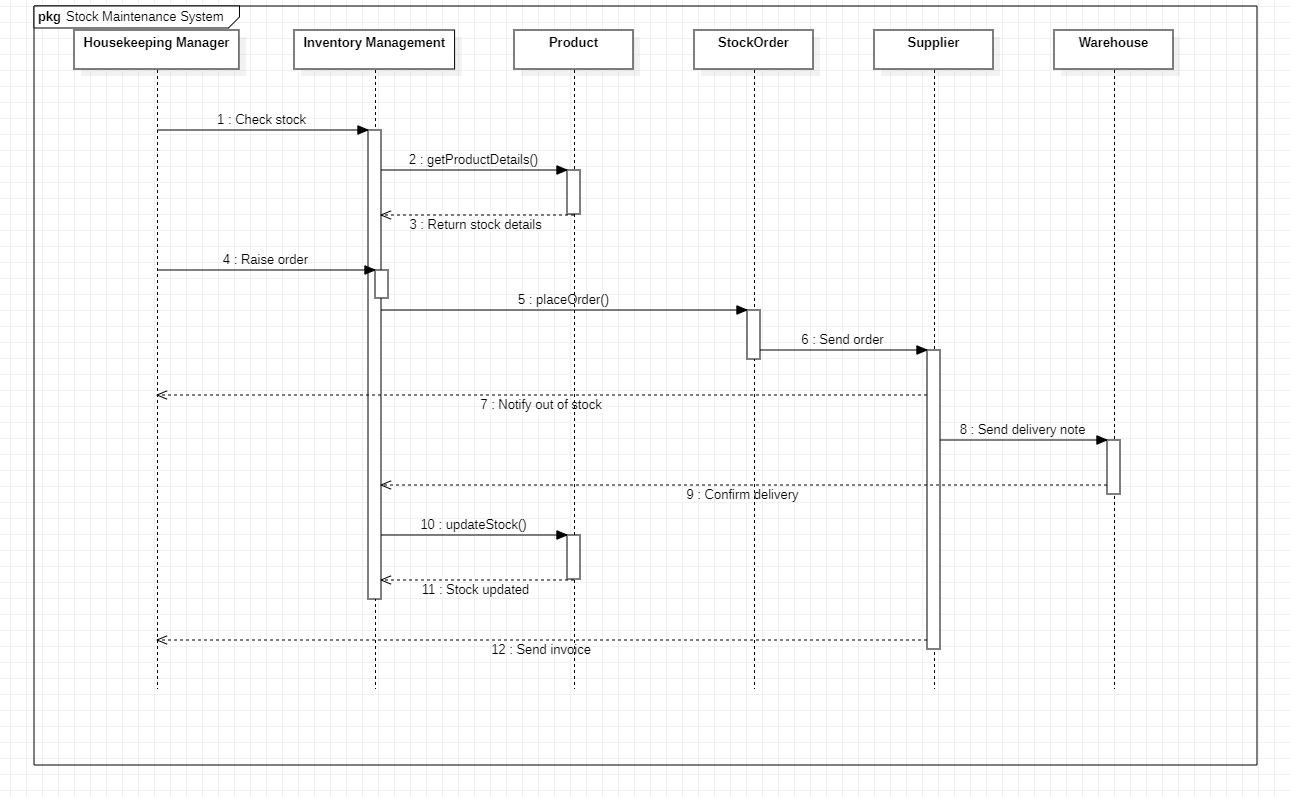 pkg Stock Maintenance System
Housekeeping Manager
Inventory Management
Product
StockOrder
Supplier
Warehouse
1 : Check stock
2 : getProductDetails()
3 : Return stock details
4 : Raise order
5 : placeOrder()
6 : Send order
7 : Notify out of stock
8 : Send delivery note
9 : Confirm delivery
10 : updateStock()
11 : Stock updated
12 : Send invoice